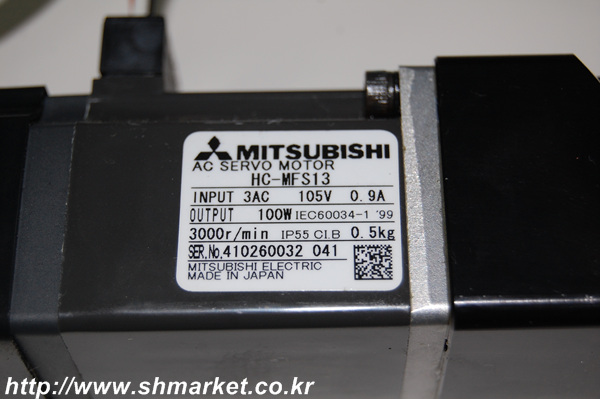 MITSUBISHI
AC SERVO MOTOR
HC-MFS13
INPUT 3AC 105V 0.9A
OUTPUT 100W IEC60034-1 '99
3000r/min IP55 CI.B 0.5kg
SER.No.410260032 041
MITSUBISHI ELECTRIC
MADE IN JAPAN
http://www.shmarket.co.kr